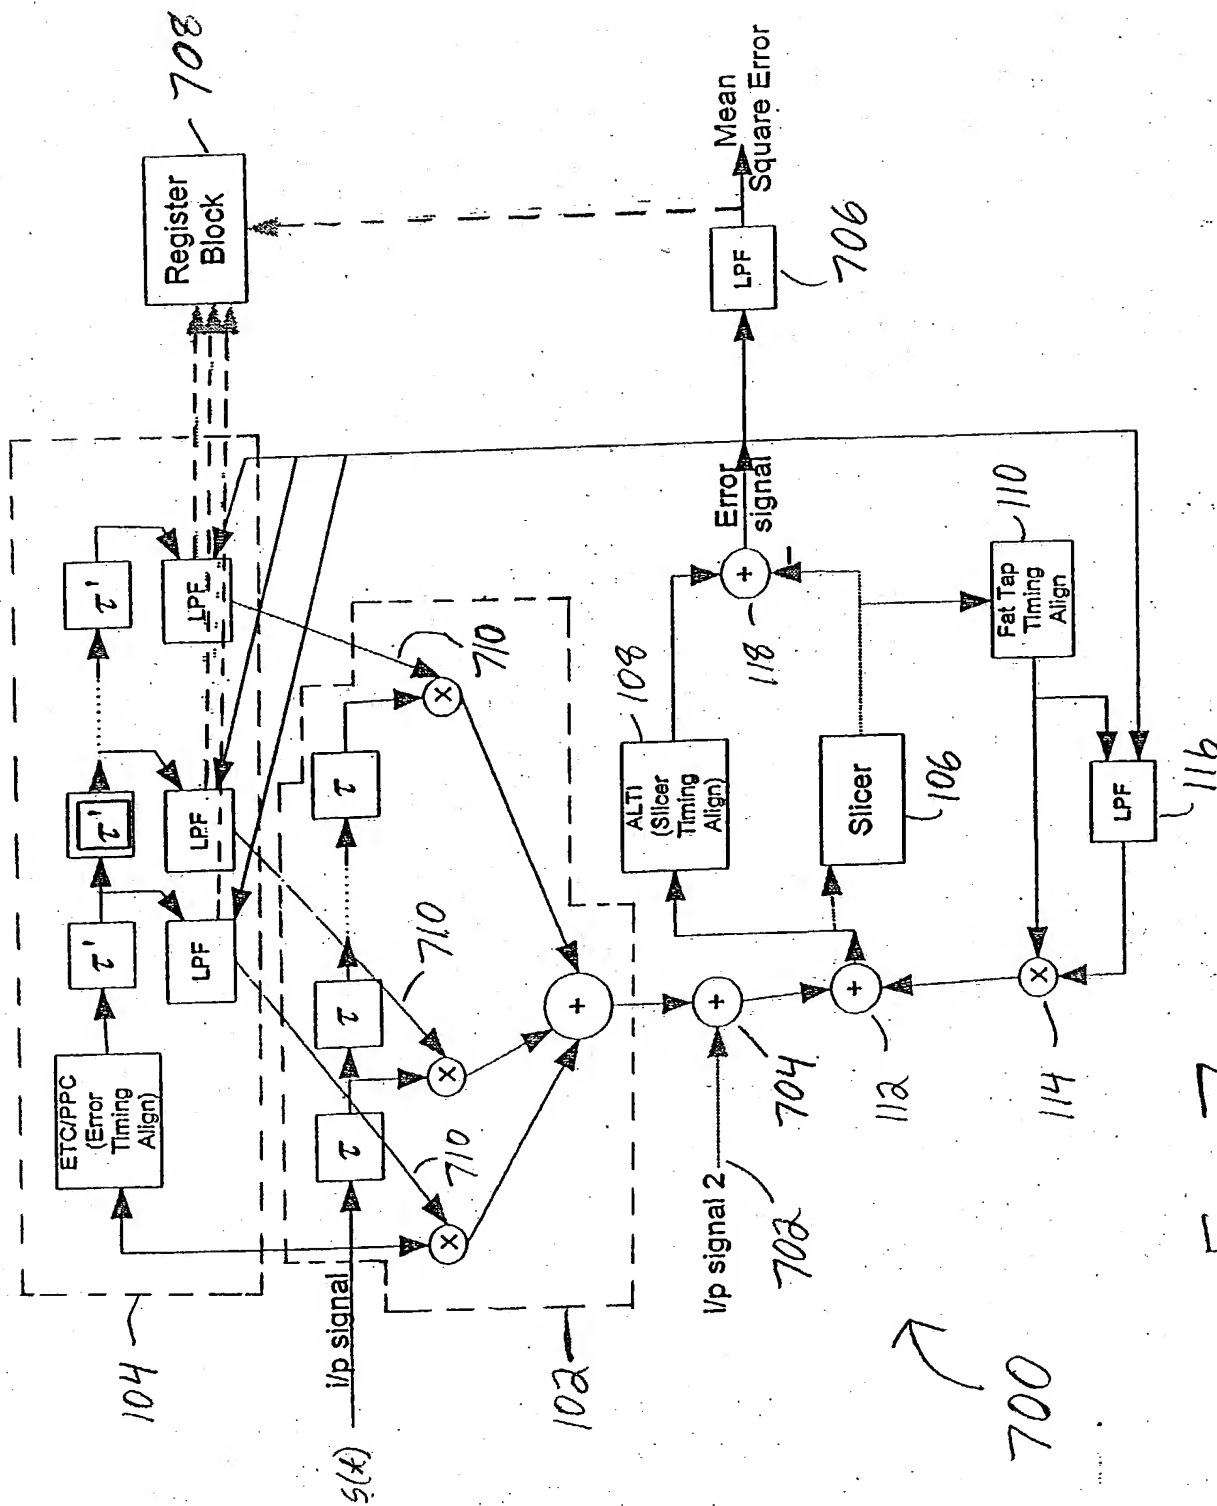 708
Register
Block
Mean
Square Error
LPF
706
τ'
τ'
τ'
LPF
LPF
LPF
ETC/PPC
(Error
Timing
Align)
104
Error
signal
+
118
−
110
Fat Tap
Timing
Align
710
X
τ
τ
τ
108
ALTI
(Slicer
Timing
Align)
Slicer
106
LPF
116
710
X
710
X
+
+
704
+
112
X
114
i/p signal
S(t)
102
I/p signal 2
702
700